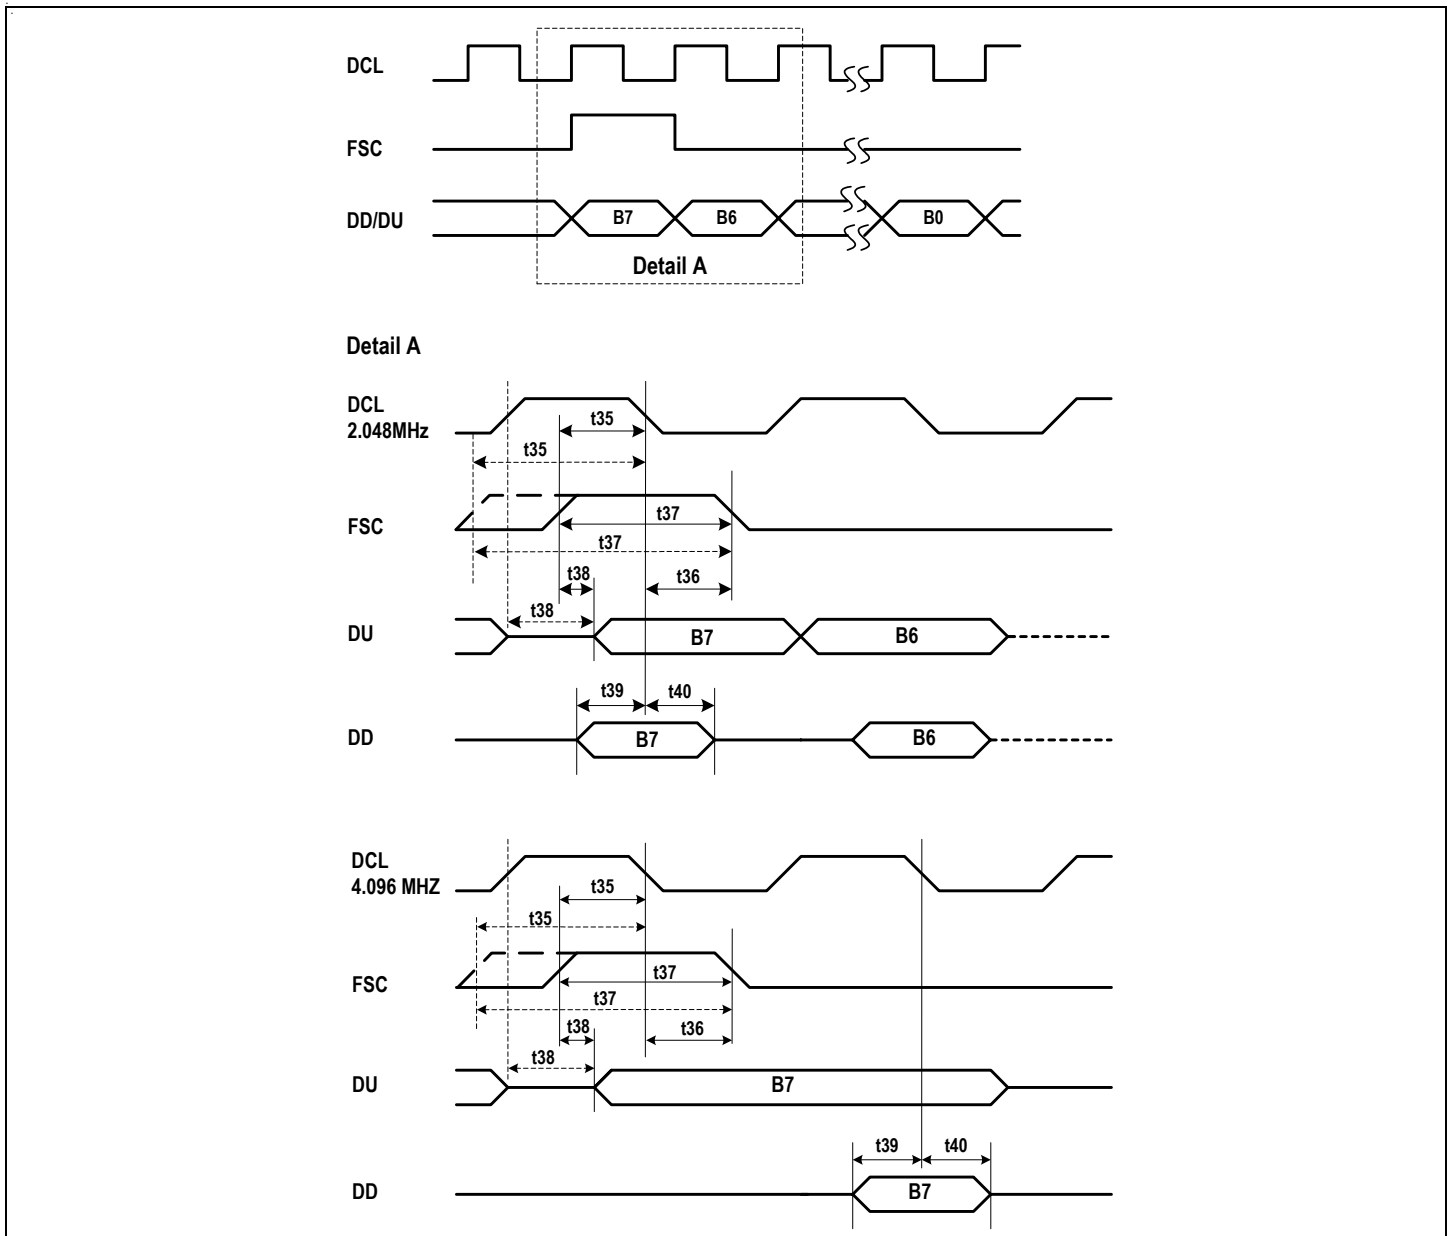 DCL
FSC
DD/DU
B7
B6
B0
Detail A
Detail A
DCL
2.048MHz
t35
t35
FSC
t37
t37
t38
t36
t38
DU
B7
B6
t39
t40
DD
B7
B6
DCL
4.096 MHZ
t35
t35
FSC
t37
t37
t38
t36
t38
DU
B7
t39
t40
DD
B7